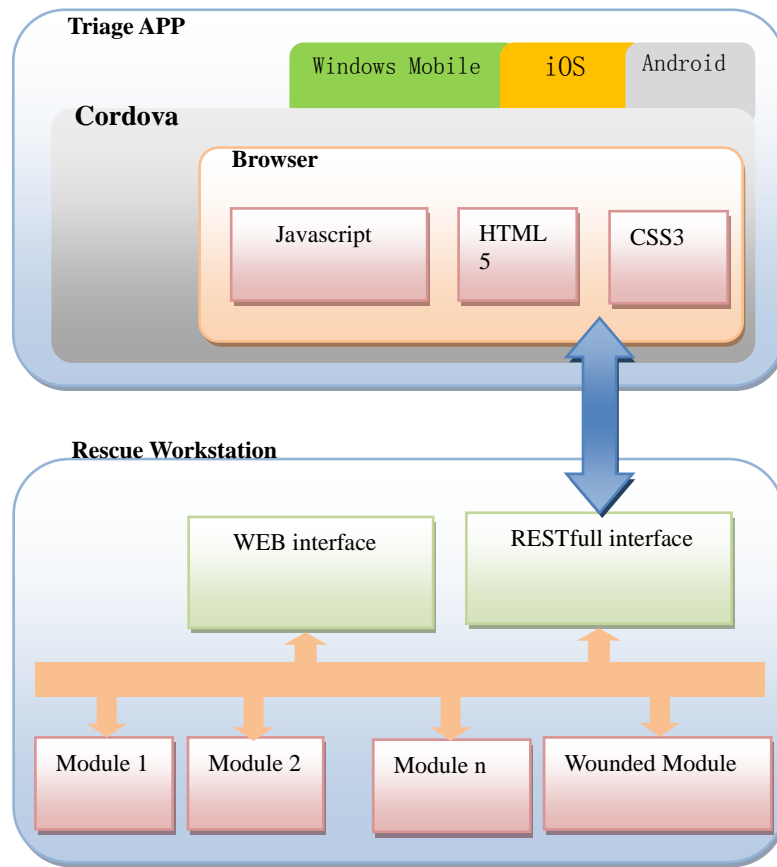 Triage APP
Windows Mobile
iOS
Android
Cordova
Browser
Javascript
HTML
5
CSS3
Rescue Workstation
WEB interface
RESTfull interface
Module 1
Module 2
Module n
Wounded Module